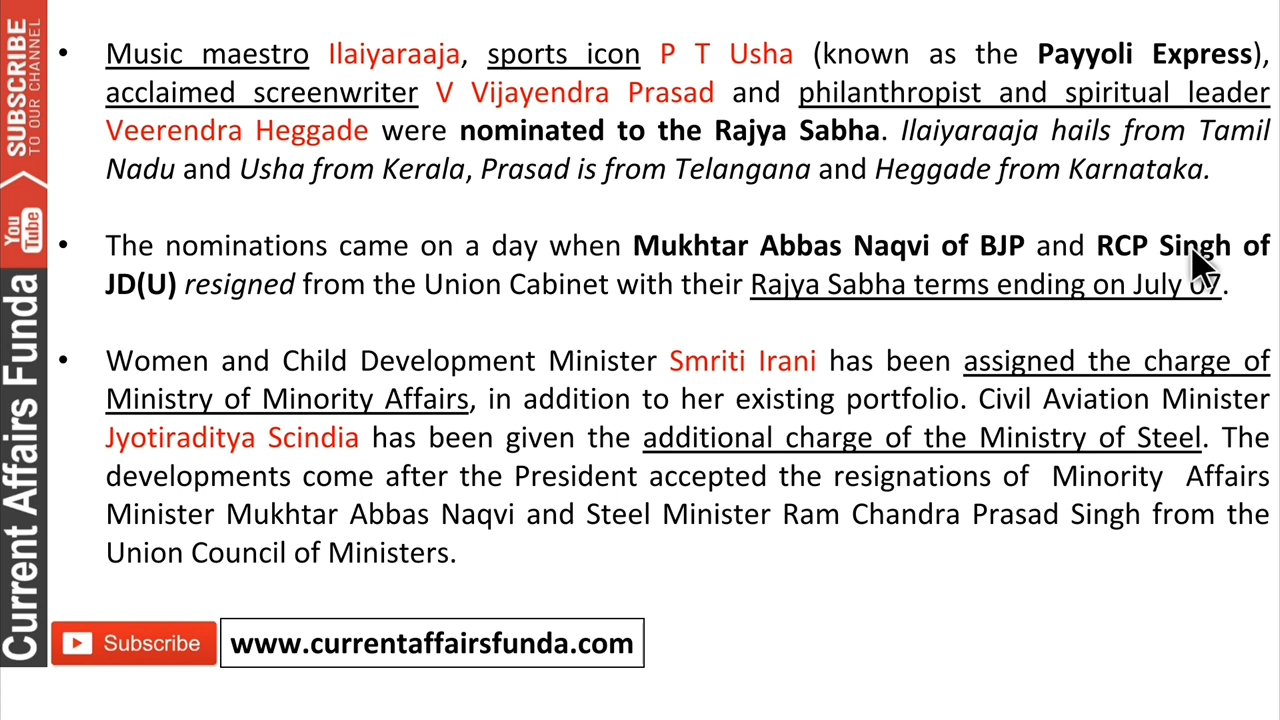 • Music maestro Ilaiyaraaja, sports icon P T Usha (known as the Payyoli Express),
acclaimed screenwriter V Vijayendra Prasad and philanthropist and spiritual leader
Veerendra Heggade were nominated to the Rajya Sabha. Ilaiyaraaja hails from Tamil
Nadu and Usha from Kerala, Prasad is from Telangana and Heggade from Karnataka.
• The nominations came on a day when Mukhtar Abbas Naqvi of BJP and RCP Singh of
JD(U) resigned from the Union Cabinet with their Rajya Sabha terms ending on July 07.
• Women and Child Development Minister Smriti Irani has been assigned the charge of
Ministry of Minority Affairs, in addition to her existing portfolio. Civil Aviation Minister
Jyotiraditya Scindia has been given the additional charge of the Ministry of Steel. The
developments come after the President accepted the resignations of Minority Affairs
Minister Mukhtar Abbas Naqvi and Steel Minister Ram Chandra Prasad Singh from the
Union Council of Ministers.
SUBSCRIBE
TO OUR CHANNEL
You
Tube
Current Affairs Funda
Subscribe
www.currentaffairsfunda.com